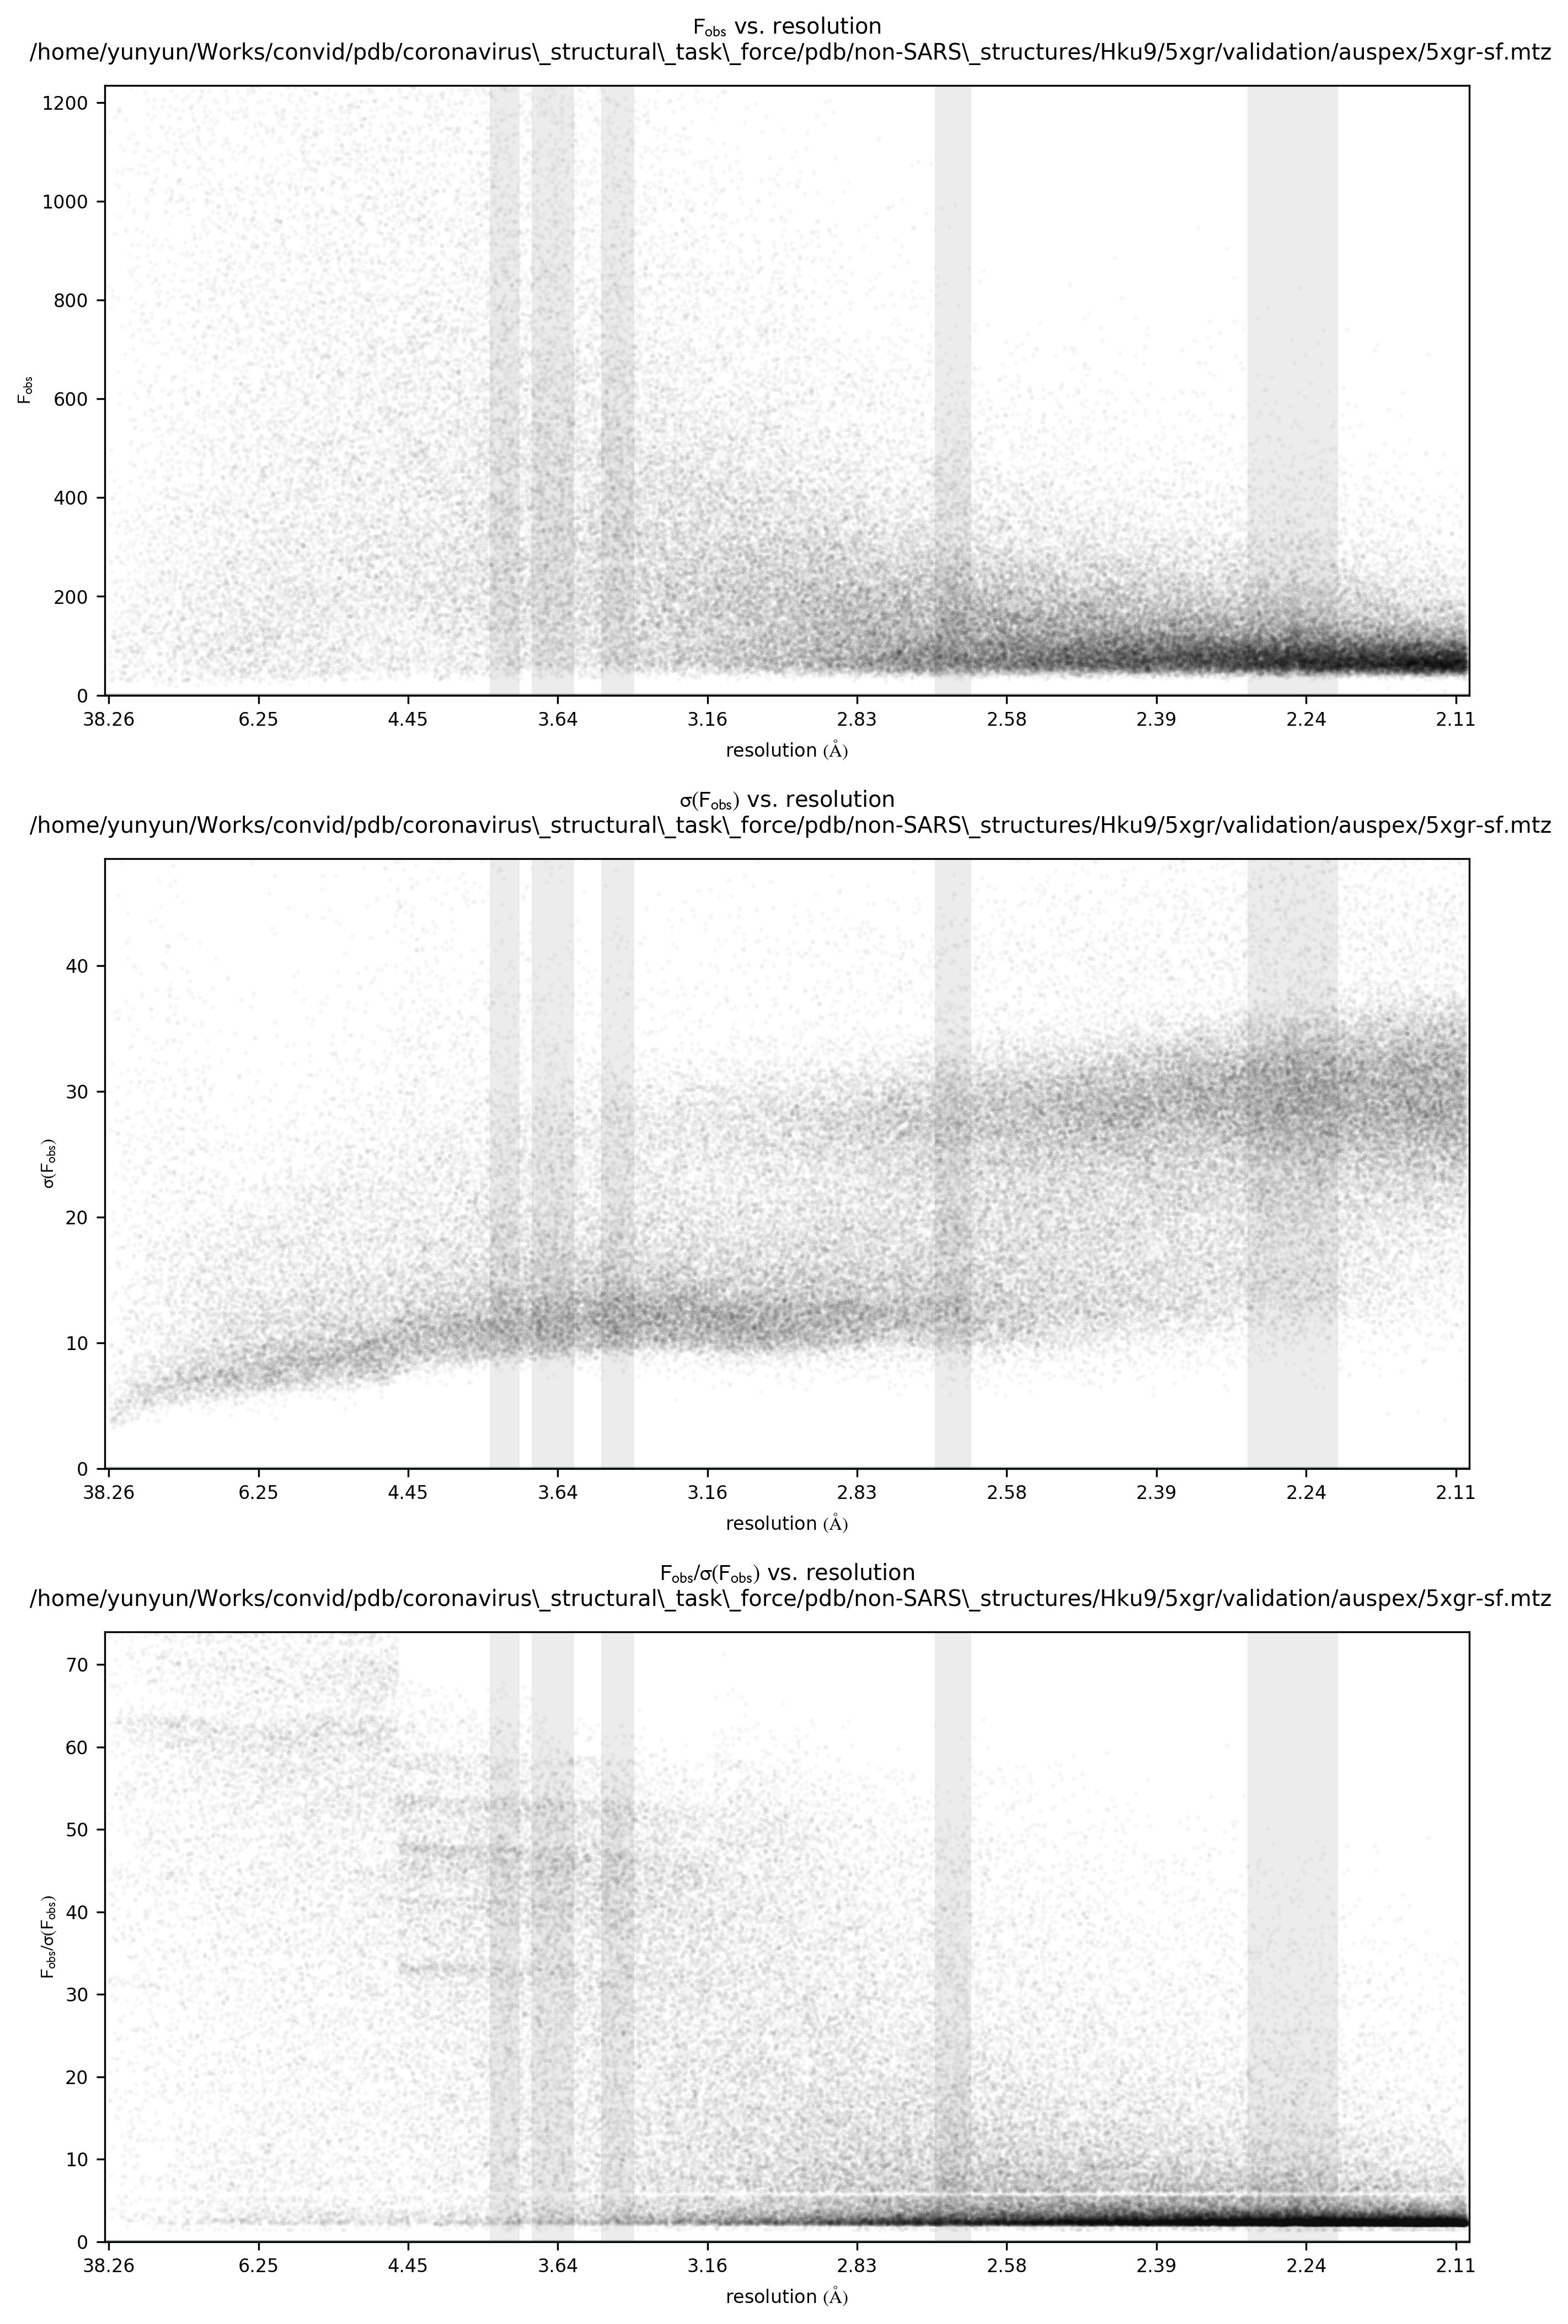 Fobs vs. resolution
/home/yunyun/Works/convid/pdb/coronavirus\_structural\_task\_force/pdb/non-SARS\_structures/Hku9/5xgr/validation/auspex/5xgr-sf.mtz
1200
1000
800
600
400
200
0
Fobs
38.26 6.25 4.45 3.64 3.16 2.83 2.58 2.39 2.24 2.11
resolution (Å)
σ(Fobs) vs. resolution
/home/yunyun/Works/convid/pdb/coronavirus\_structural\_task\_force/pdb/non-SARS\_structures/Hku9/5xgr/validation/auspex/5xgr-sf.mtz
40
30
20
10
0
σ(Fobs)
38.26 6.25 4.45 3.64 3.16 2.83 2.58 2.39 2.24 2.11
resolution (Å)
Fobs/σ(Fobs) vs. resolution
/home/yunyun/Works/convid/pdb/coronavirus\_structural\_task\_force/pdb/non-SARS\_structures/Hku9/5xgr/validation/auspex/5xgr-sf.mtz
70
60
50
40
30
20
10
0
Fobs/σ(Fobs)
38.26 6.25 4.45 3.64 3.16 2.83 2.58 2.39 2.24 2.11
resolution (Å)